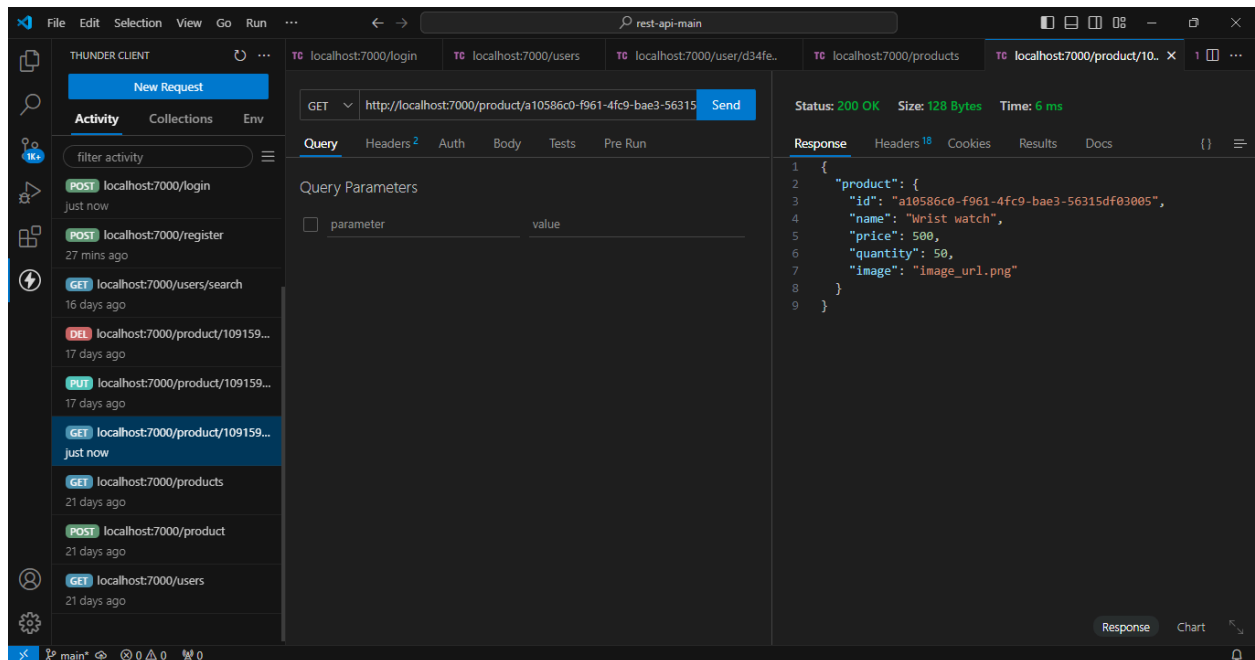 File Edit Selection View Go Run ··· ← → rest-api-main
THUNDER CLIENT
New Request
Activity Collections Env
filter activity
1K+
POST localhost:7000/login
just now
POST localhost:7000/register
27 mins ago
GET localhost:7000/users/search
16 days ago
DEL localhost:7000/product/109159...
17 days ago
PUT localhost:7000/product/109159...
17 days ago
GET localhost:7000/product/109159...
just now
GET localhost:7000/products
21 days ago
POST localhost:7000/product
21 days ago
GET localhost:7000/users
21 days ago
TC localhost:7000/login TC localhost:7000/users TC localhost:7000/user/d34fe.. TC localhost:7000/products TC localhost:7000/product/10.. 1
GET http://localhost:7000/product/a10586c0-f961-4fc9-bae3-56315 Send
Query Headers 2 Auth Body Tests Pre Run
Query Parameters
parameter value
Status: 200 OK Size: 128 Bytes Time: 6 ms
Response Headers 18 Cookies Results Docs {}
1 {
2 "product": {
3 "id": "a10586c0-f961-4fc9-bae3-56315df03005",
4 "name": "Wrist watch",
5 "price": 500,
6 "quantity": 50,
7 "image": "image_url.png"
8 }
9 }
Response Chart
main* 0 0 0